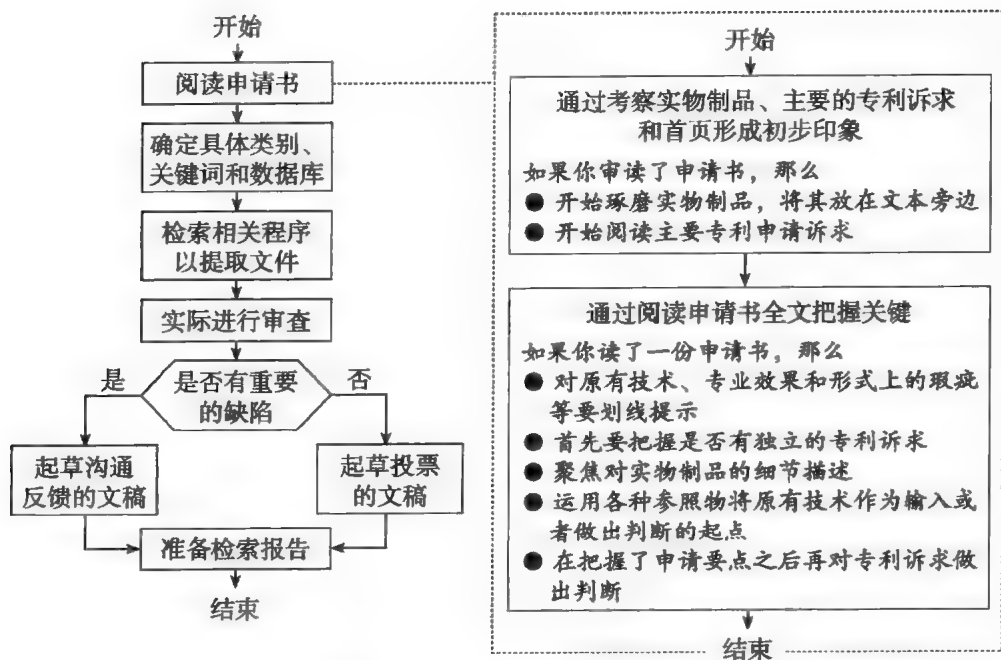 开始
阅读申请书
确定具体类别、
关键词和数据库
检索相关程序
以提取文件
实际进行审查
是否有重要
的缺陷
是
否
起草沟通
反馈的文稿
起草投票
的文稿
准备检索报告
结束
开始
通过考察实物制品、主要的专利诉求
和首页形成初步印象
如果你审读了申请书，那么
● 开始琢磨实物制品，将其放在文本旁边
● 开始阅读主要专利申请诉求
通过阅读申请书全文把握关键
如果你读了一份申请书，那么
● 对原有技术、专业效果和形式上的瑕疵
等要划线提示
● 首先要把握是否有独立的专利诉求
● 聚焦对实物制品的细节描述
● 运用各种参照物将原有技术作为输入或
者做出判断的起点
● 在把握了申请要点之后再对专利诉求做
出判断
结束